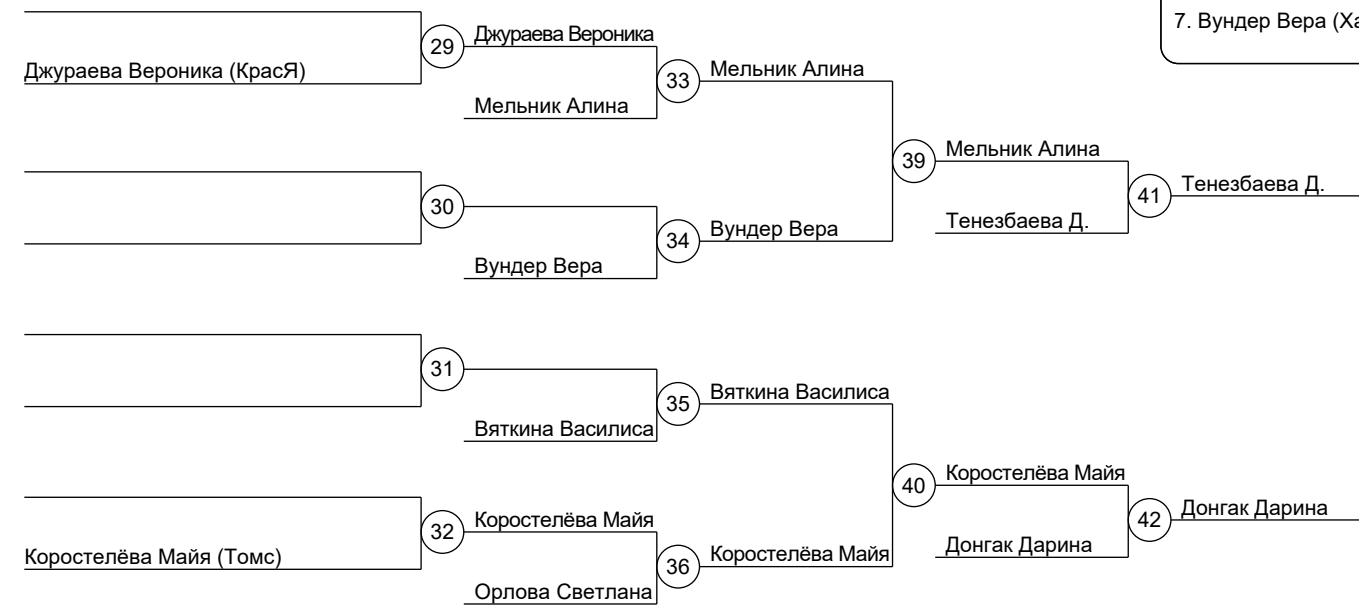 7. Вундер Вера (Ха
29
Джураева Вероника
Джураева Вероника (КрасЯ)
33
Мельник Алина
Мельник Алина
39
Мельник Алина
41
Тенезбаева Д.
30
34
Вундер Вера
Тенезбаева Д.
Вундер Вера
31
35
Вяткина Василиса
Вяткина Василиса
40
Коростелёва Майя
32
Коростелёва Майя
42
Донгак Дарина
Коростелёва Майя (Томс)
36
Коростелёва Майя
Донгак Дарина
Орлова Светлана